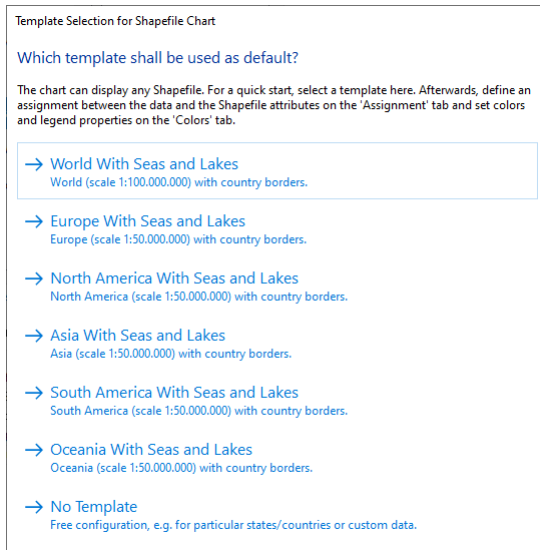 Template Selection for Shapefile Chart
Which template shall be used as default?
The chart can display any Shapefile. For a quick start, select a template here. Afterwards, define an
assignment between the data and the Shapefile attributes on the 'Assignment' tab and set colors
and legend properties on the 'Colors' tab.
World With Seas and Lakes
World (scale 1:100.000.000) with country borders.
Europe With Seas and Lakes
Europe (scale 1:50.000.000) with country borders.
North America With Seas and Lakes
North America (scale 1:50.000.000) with country borders.
Asia With Seas and Lakes
Asia (scale 1:50.000.000) with country borders.
South America With Seas and Lakes
South America (scale 1:50.000.000) with country borders.
Oceania With Seas and Lakes
Oceania (scale 1:50.000.000) with country borders.
No Template
Free configuration, e.g. for particular states/countries or custom data.